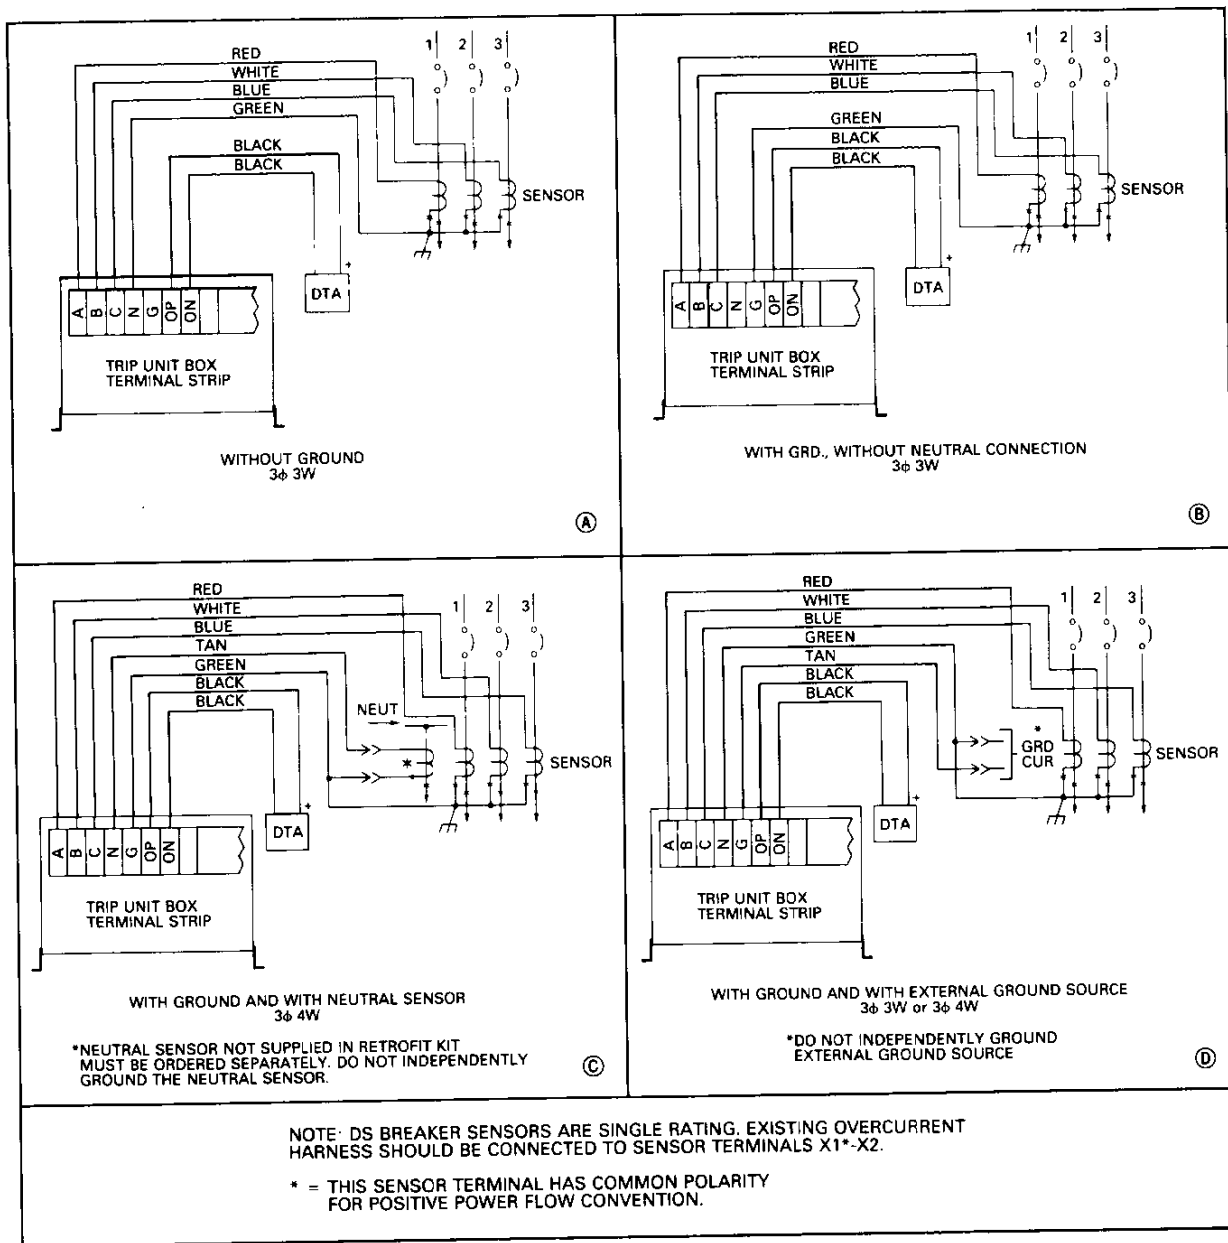 RED
WHITE
BLUE
GREEN
BLACK
BLACK
1 2 3
SENSOR
+
DTA
A B C N G OP ON
TRIP UNIT BOX
TERMINAL STRIP
WITHOUT GROUND
3ϕ 3W
Ⓐ
RED
WHITE
BLUE
GREEN
BLACK
BLACK
1 2 3
SENSOR
+
DTA
A B C N G OP ON
TRIP UNIT BOX
TERMINAL STRIP
WITH GRD., WITHOUT NEUTRAL CONNECTION
3ϕ 3W
Ⓑ
RED
WHITE
BLUE
TAN
GREEN
BLACK
BLACK
1 2 3
NEUT
*
SENSOR
+
DTA
A B C N G OP ON
TRIP UNIT BOX
TERMINAL STRIP
WITH GROUND AND WITH NEUTRAL SENSOR
3ϕ 4W
*NEUTRAL SENSOR NOT SUPPLIED IN RETROFIT KIT
MUST BE ORDERED SEPARATELY. DO NOT INDEPENDENTLY
GROUND THE NEUTRAL SENSOR.
Ⓒ
RED
WHITE
BLUE
GREEN
TAN
BLACK
BLACK
1 2 3
*
GRD
CUR
SENSOR
+
DTA
A B C N G OP ON
TRIP UNIT BOX
TERMINAL STRIP
WITH GROUND AND WITH EXTERNAL GROUND SOURCE
3ϕ 3W or 3ϕ 4W
*DO NOT INDEPENDENTLY GROUND
EXTERNAL GROUND SOURCE
Ⓓ
NOTE: DS BREAKER SENSORS ARE SINGLE RATING. EXISTING OVERCURRENT
HARNESS SHOULD BE CONNECTED TO SENSOR TERMINALS X1*-X2.
* = THIS SENSOR TERMINAL HAS COMMON POLARITY
FOR POSITIVE POWER FLOW CONVENTION.